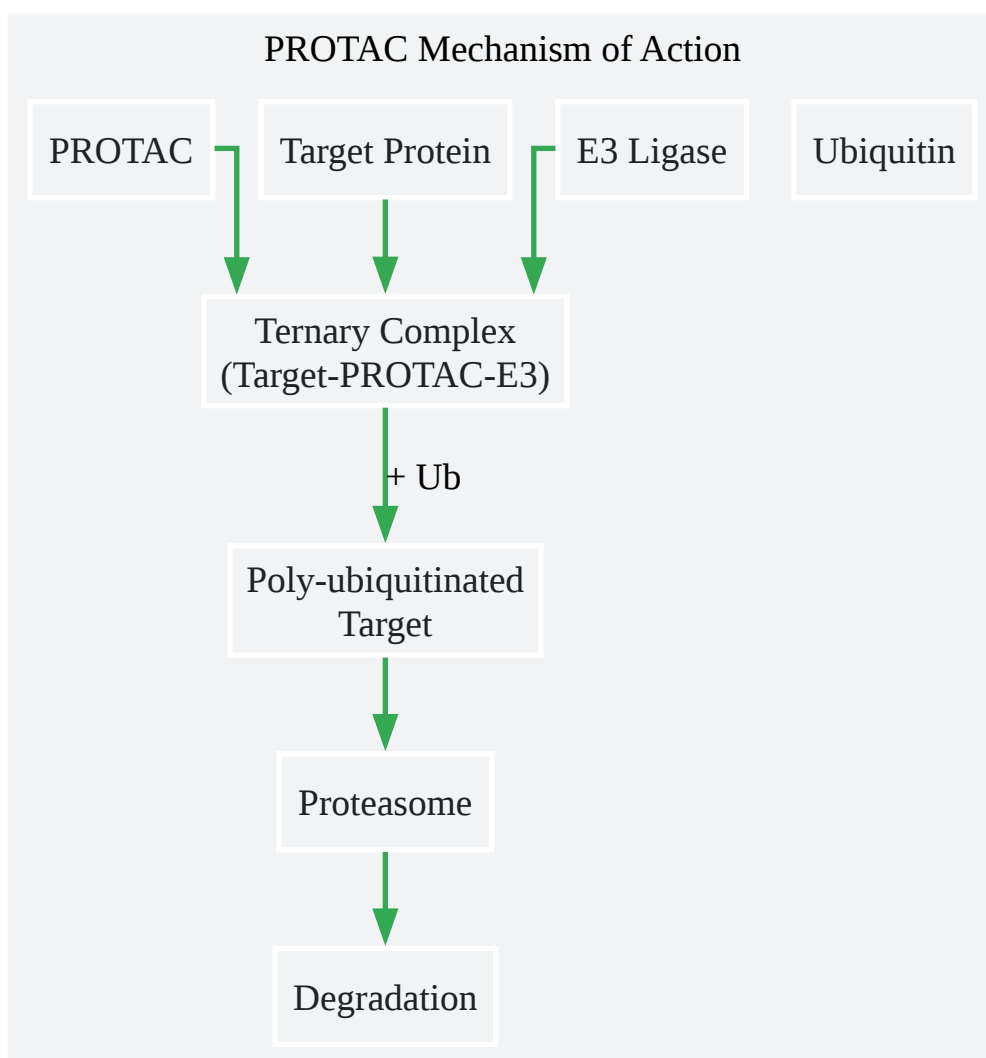 PROTAC Mechanism of Action
PROTAC
Target Protein
E3 Ligase
Ubiquitin
Ternary Complex
(Target-PROTAC-E3)
+ Ub
Poly-ubiquitinated
Target
Proteasome
Degradation